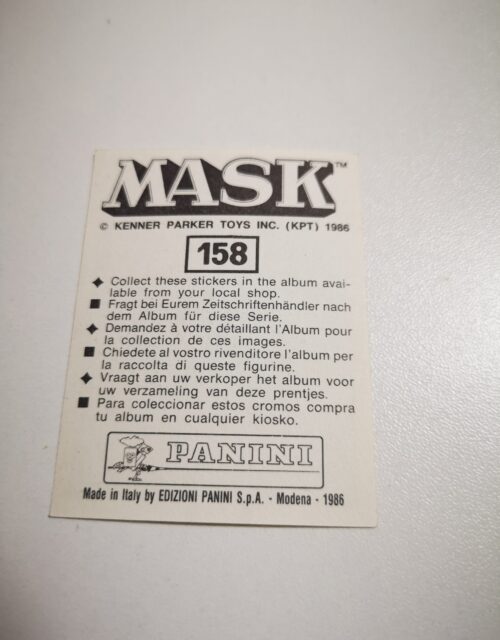 MASK™
© KENNER PARKER TOYS INC. (KPT) 1986
158
✦ Collect these stickers in the album avai-
lable from your local shop.
■ Fragt bei Eurem Zeitschriftenhändler nach
dem Album für diese Serie.
✦ Demandez à votre détaillant l'Album pour
la collection de ces images.
■ Chiedete al vostro rivenditore l'album per
la raccolta di queste figurine.
✦ Vraagt aan uw verkoper het album voor
uw verzameling van deze prentjes.
■ Para coleccionar estos cromos compra
tu album en cualquier kiosko.
PANINI
Made in Italy by EDIZIONI PANINI S.p.A. - Modena - 1986